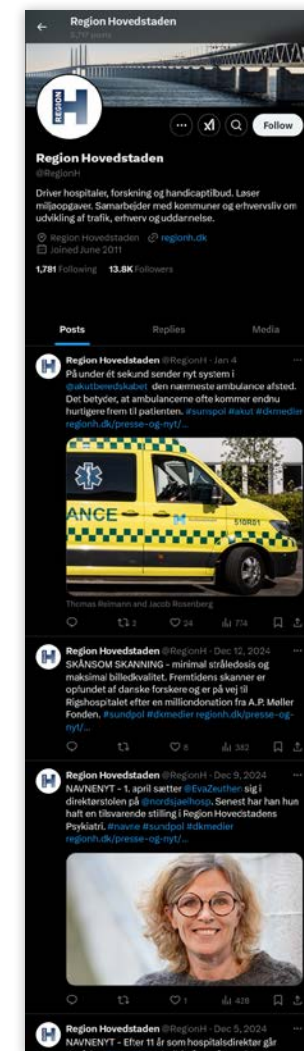 Region Hovedstaden
5,717 posts
REGION
H
Follow
Region Hovedstaden
@RegionH
Driver hospitaler, forskning og handicaptilbud. Løser
miljøopgaver. Samarbejder med kommuner og erhvervsliv om
udvikling af trafik, erhverv og uddannelse.
Region Hovedstaden regionh.dk
Joined June 2011
1,781 Following 13.8K Followers
Posts Replies Media
Region Hovedstaden @RegionH · Jan 4
På under ét sekund sender nyt system i
@akutberedskabet den nærmeste ambulance afsted.
Det betyder, at ambulancerne ofte kommer endnu
hurtigere frem til patienten. #sunspol #akut #dkmedier
regionh.dk/presse-og-nyt/...
ANCE
510R01
Thomas Reimann and Jacob Rosenberg
2 24 774
Region Hovedstaden @RegionH · Dec 12, 2024
SKÅNSOM SKANNING - minimal stråledosis og
maksimal billedkvalitet. Fremtidens skanner er
opfundet af danske forskere og er på vej til
Rigshospitalet efter en milliondonation fra A.P. Møller
Fonden. #sundpol #dkmedier regionh.dk/presse-og-
nyt/...
8 382
Region Hovedstaden @RegionH · Dec 9, 2024
NAVNENYT - 1. april sætter @EvaZeuthen sig i
direktørstolen på @nordsjaelhosp. Senest har han hun
haft en tilsvarende stilling i Region Hovedstadens
Psykiatri. #navne #sundpol #dkmedier
regionh.dk/presse-og-nyt/...
1 428
Region Hovedstaden @RegionH · Dec 5, 2024
NAVNENYT - Efter 11 år som hospitalsdirektør går